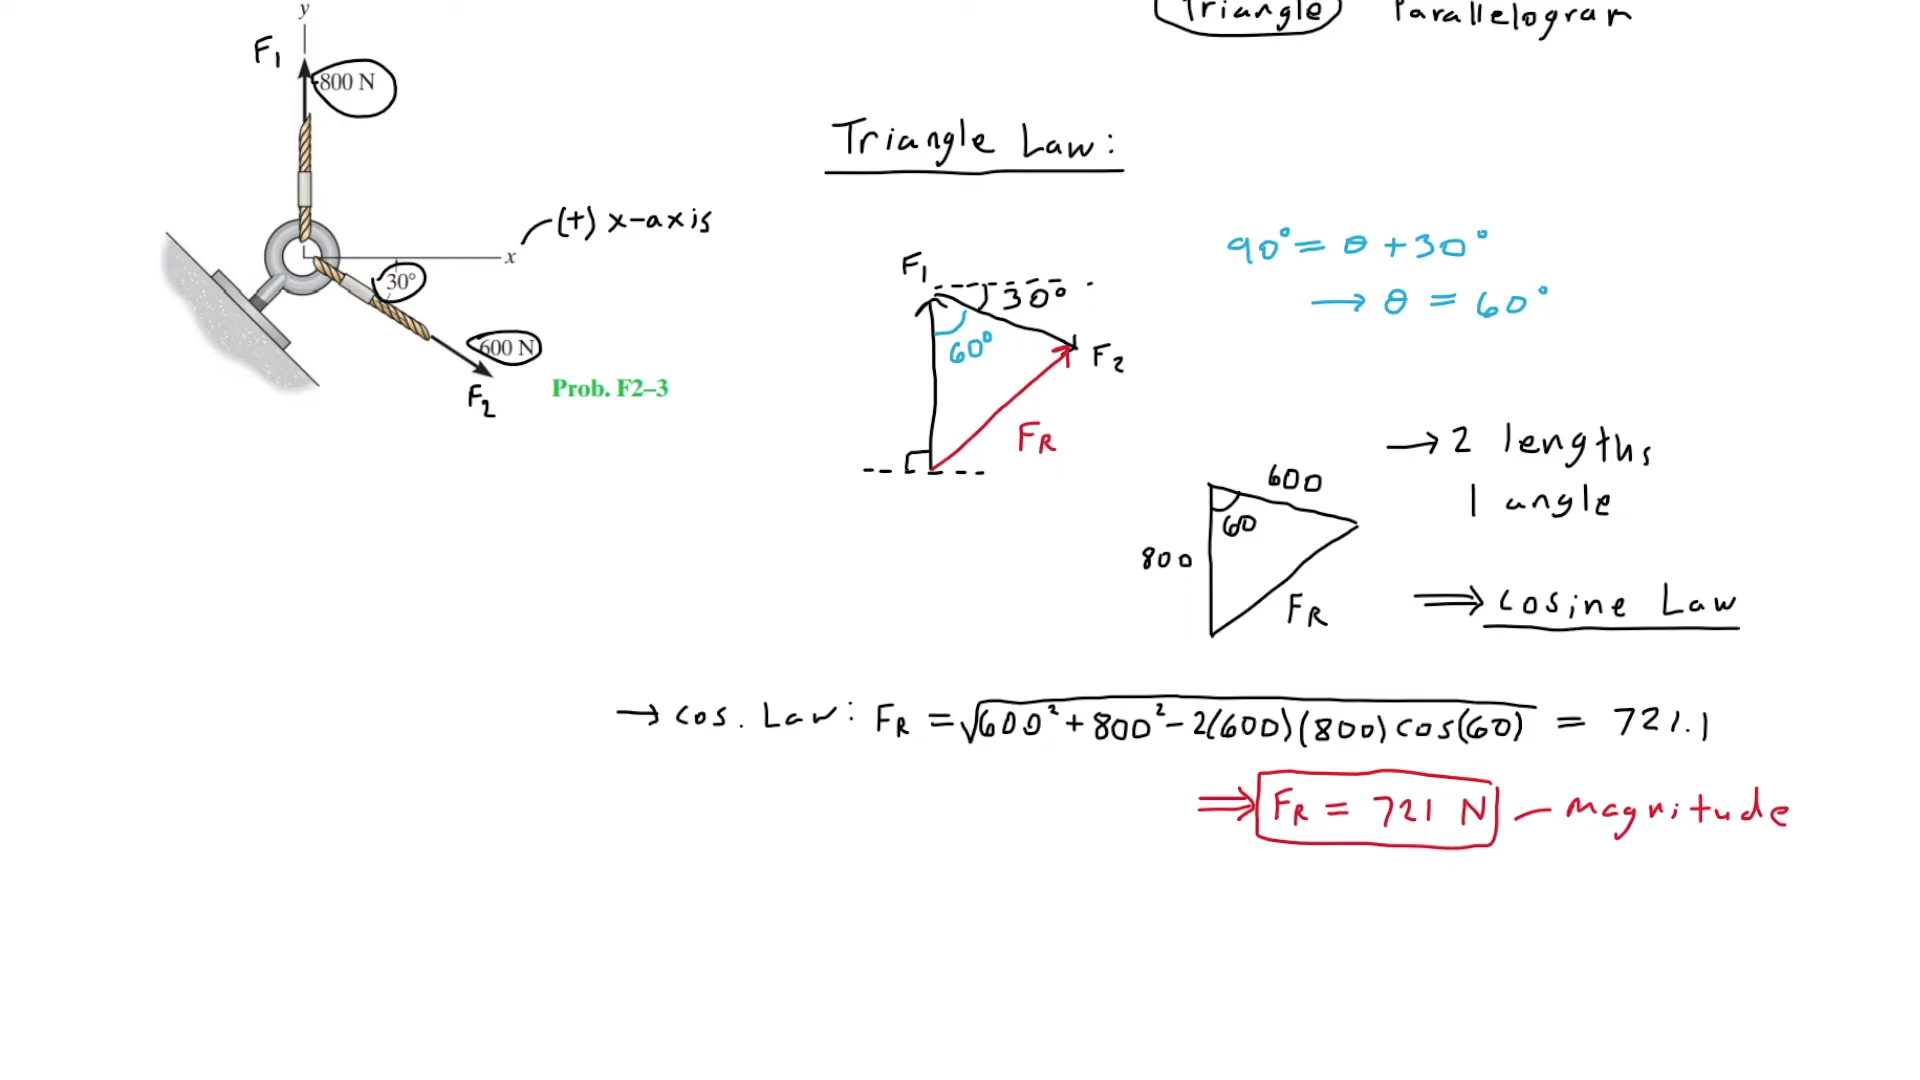 Triangle Parallelogram
y
F1
800 N
Triangle Law:
(+) x-axis
x
30°
600 N
F2
Prob. F2–3
90° = θ + 30°
→ θ = 60°
F1
30°
60°
F2
FR
→ 2 lengths
1 angle
600
60
800
FR
⇒ cosine Law
→ cos. Law: FR = √600² + 800² - 2(600)(800)cos(60) = 721.1
⇒ FR = 721 N - magnitude